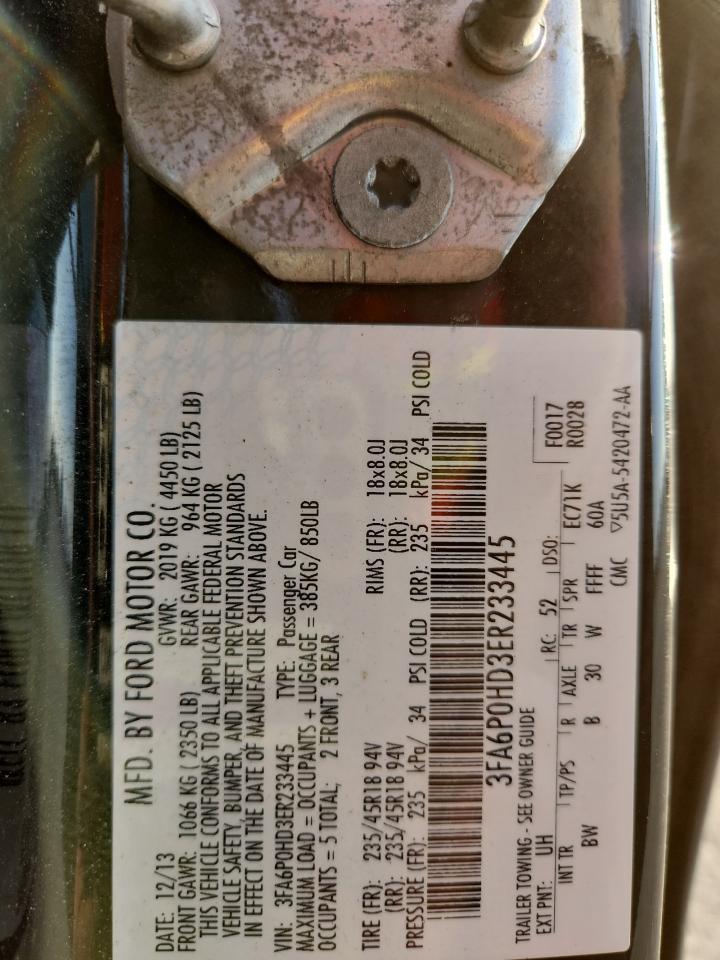 MFD. BY FORD MOTOR CO.
DATE: 12/13 GVWR: 2019 KG ( 4450 LB)
FRONT GAWR: 1066 KG ( 2350 LB) REAR GAWR: 964 KG ( 2125 LB)
THIS VEHICLE CONFORMS TO ALL APPLICABLE FEDERAL MOTOR
VEHICLE SAFETY, BUMPER, AND THEFT PREVENTION STANDARDS
IN EFFECT ON THE DATE OF MANUFACTURE SHOWN ABOVE.
VIN: 3FA6P0HD3ER233445 TYPE: Passenger Car
MAXIMUM LOAD = OCCUPANTS + LUGGAGE = 385KG/ 850LB
OCCUPANTS = 5 TOTAL: 2 FRONT, 3 REAR
TIRE (FR): 235/45R18 94V RIMS (FR): 18x8.0J
(RR): 235/45R18 94V (RR): 18x8.0J
PRESSURE (FR): 235 kPa/ 34 PSI COLD (RR): 235 kPa/ 34 PSI COLD
3FA6P0HD3ER233445
TRAILER TOWING - SEE OWNER GUIDE
EXT PNT: UH RC: 52 DSO: F0017
R0028
INT TR TP/PS R AXLE TR SPR EC71K
BW B 30 W FFFF 60A
CMC ▽5U5A-5420472-AA